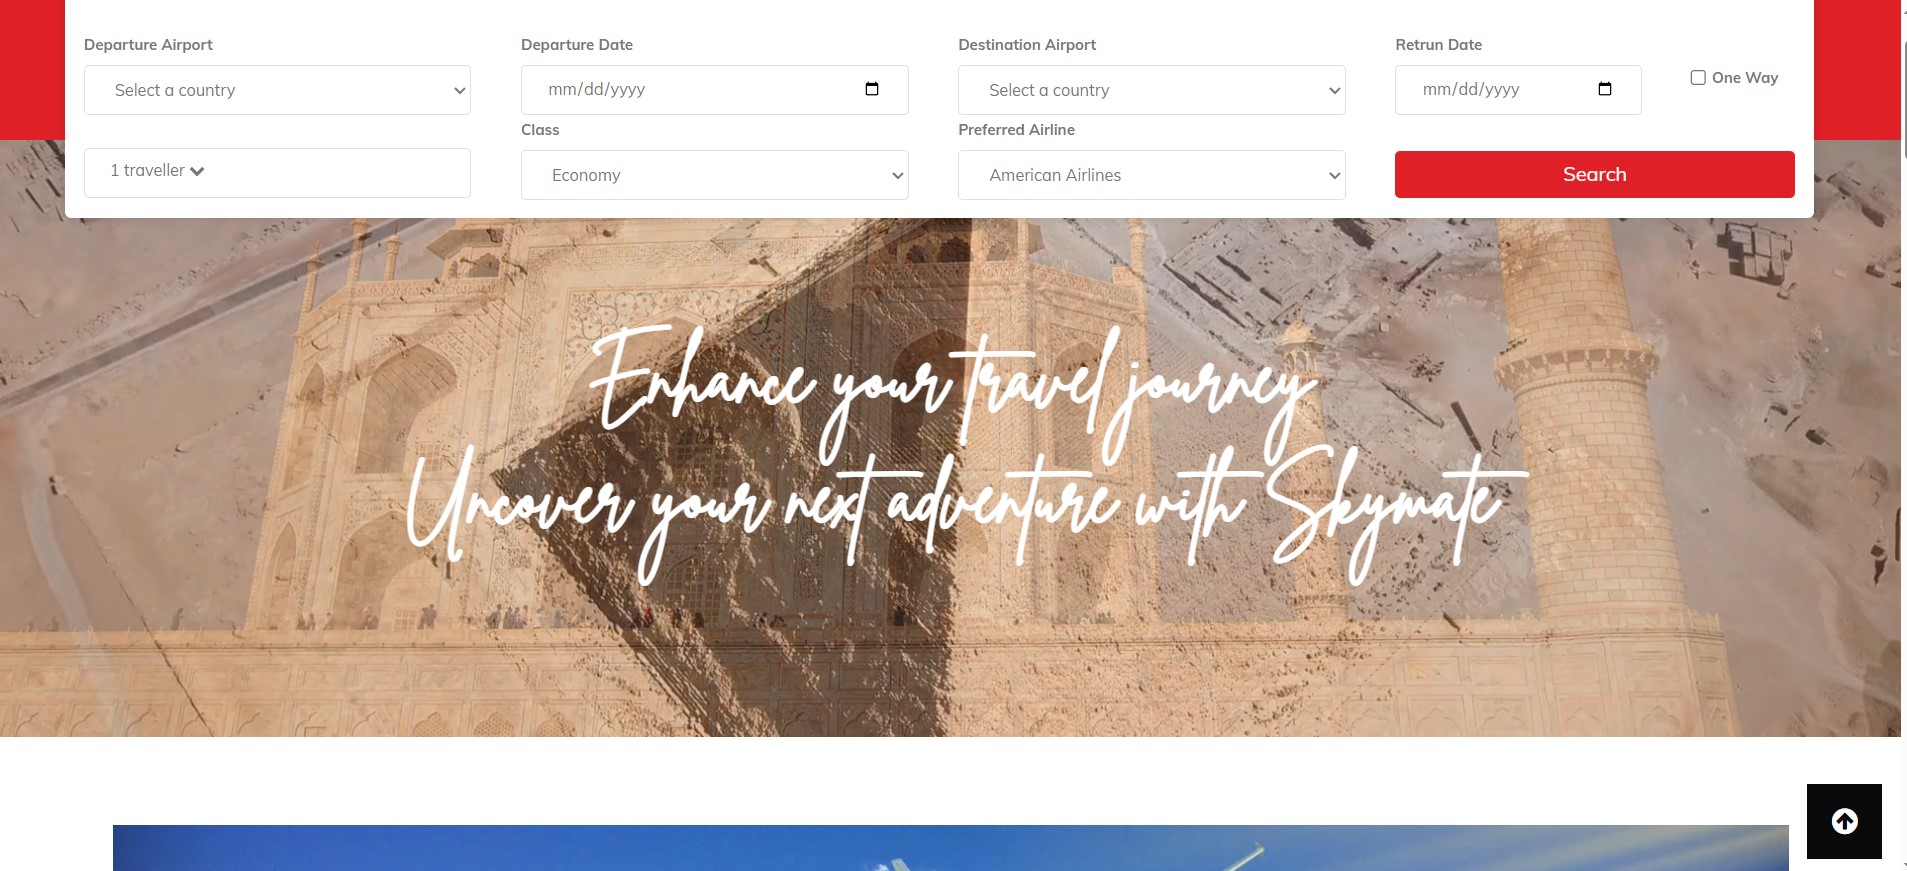 Departure Airport
Departure Date
Destination Airport
Retrun Date
Select a country
mm/dd/yyyy
Select a country
mm/dd/yyyy
One Way
Class
Preferred Airline
1 traveller
Economy
American Airlines
Search
Enhance your travel journey
Uncover your next adventure with Skymate